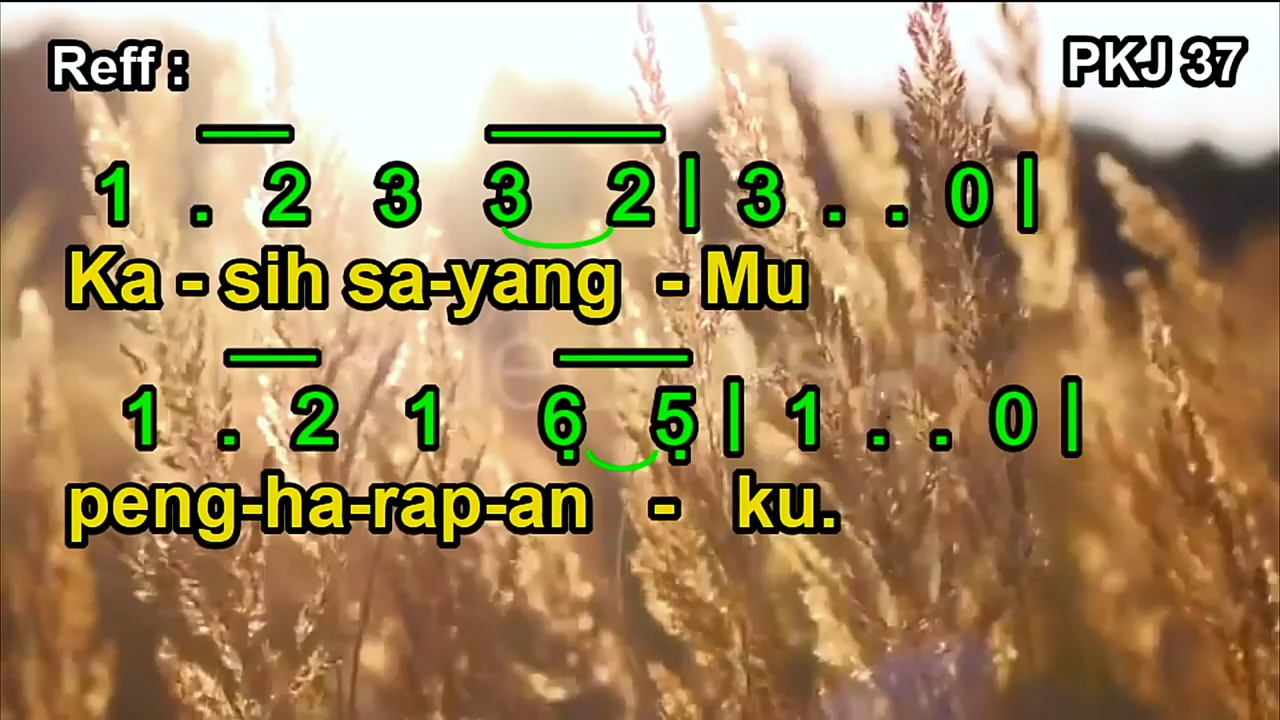 Reff : PKJ 37
1 . 2 3 3 2 | 3 . . 0 |
Ka - sih sa-yang - Mu
1 . 2 1 6̣ 5̣ | 1 . . 0 |
peng-ha-rap-an - ku.